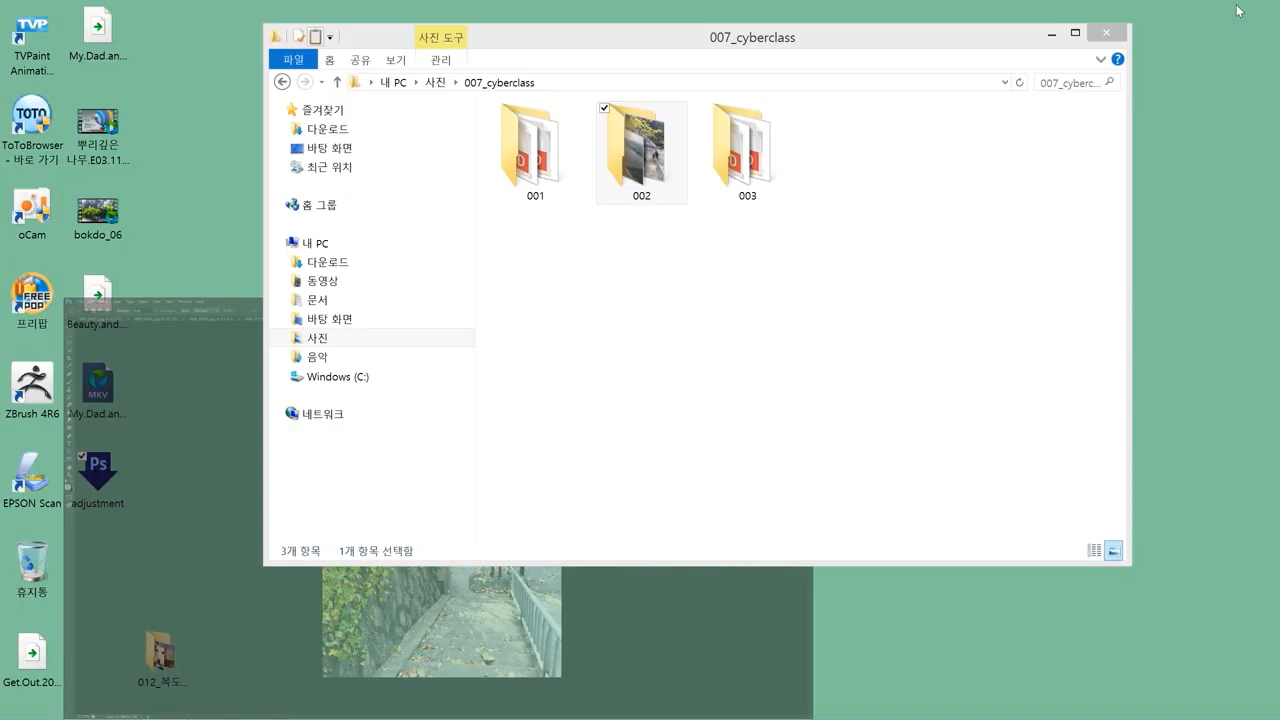 TVP
TVPaint
Animati...
My.Dad.an...
TOTO
ToToBrowser
- 바로 가기
뿌리깊은
나무.E03.11...
oCam
bokdo_06
FREE
POP
프리팝
Beauty.and....
ZBrush 4R6
MKV
My.Dad.an...
EPSON Scan
Ps
adjustment
휴지통
Get.Out.20...
012_복도...
사진 도구
007_cyberclass
파일
홈
공유
보기
관리
내 PC
사진
007_cyberclass
007_cyberc...
즐겨찾기
다운로드
바탕 화면
최근 위치
홈 그룹
내 PC
다운로드
동영상
문서
바탕 화면
사진
음악
Windows (C:)
네트워크
001
002
003
3개 항목
1개 항목 선택함